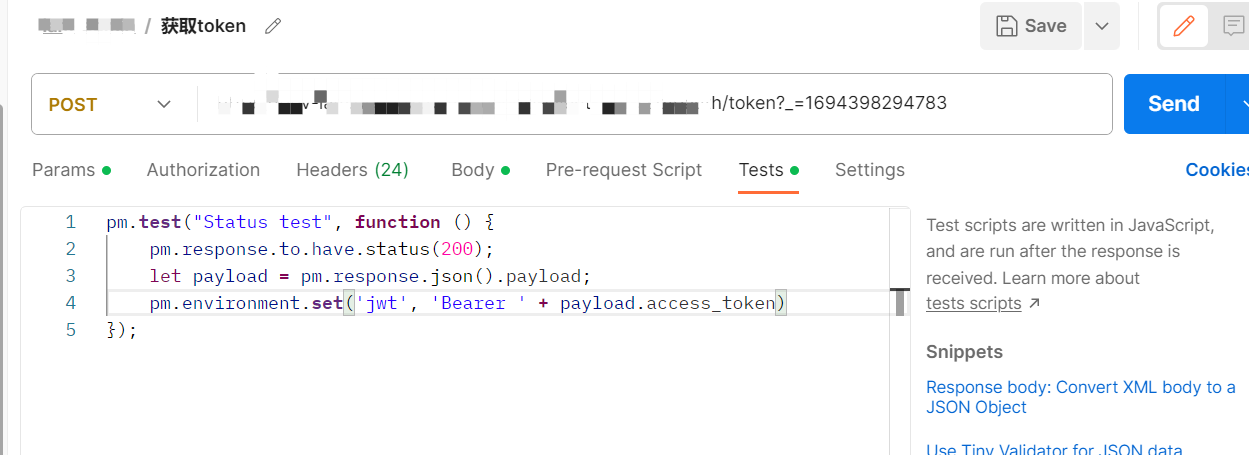 / 获取token
Save
POST
h/token?_=1694398294783
Send
Params
Authorization
Headers (24)
Body
Pre-request Script
Tests
Settings
Cookies
1 pm.test("Status test", function () {
2 pm.response.to.have.status(200);
3 let payload = pm.response.json().payload;
4 pm.environment.set('jwt', 'Bearer ' + payload.access_token)
5 });
Test scripts are written in JavaScript,
and are run after the response is
received. Learn more about
tests scripts ↗
Snippets
Response body: Convert XML body to a
JSON Object
Use Tiny Validator for JSON data